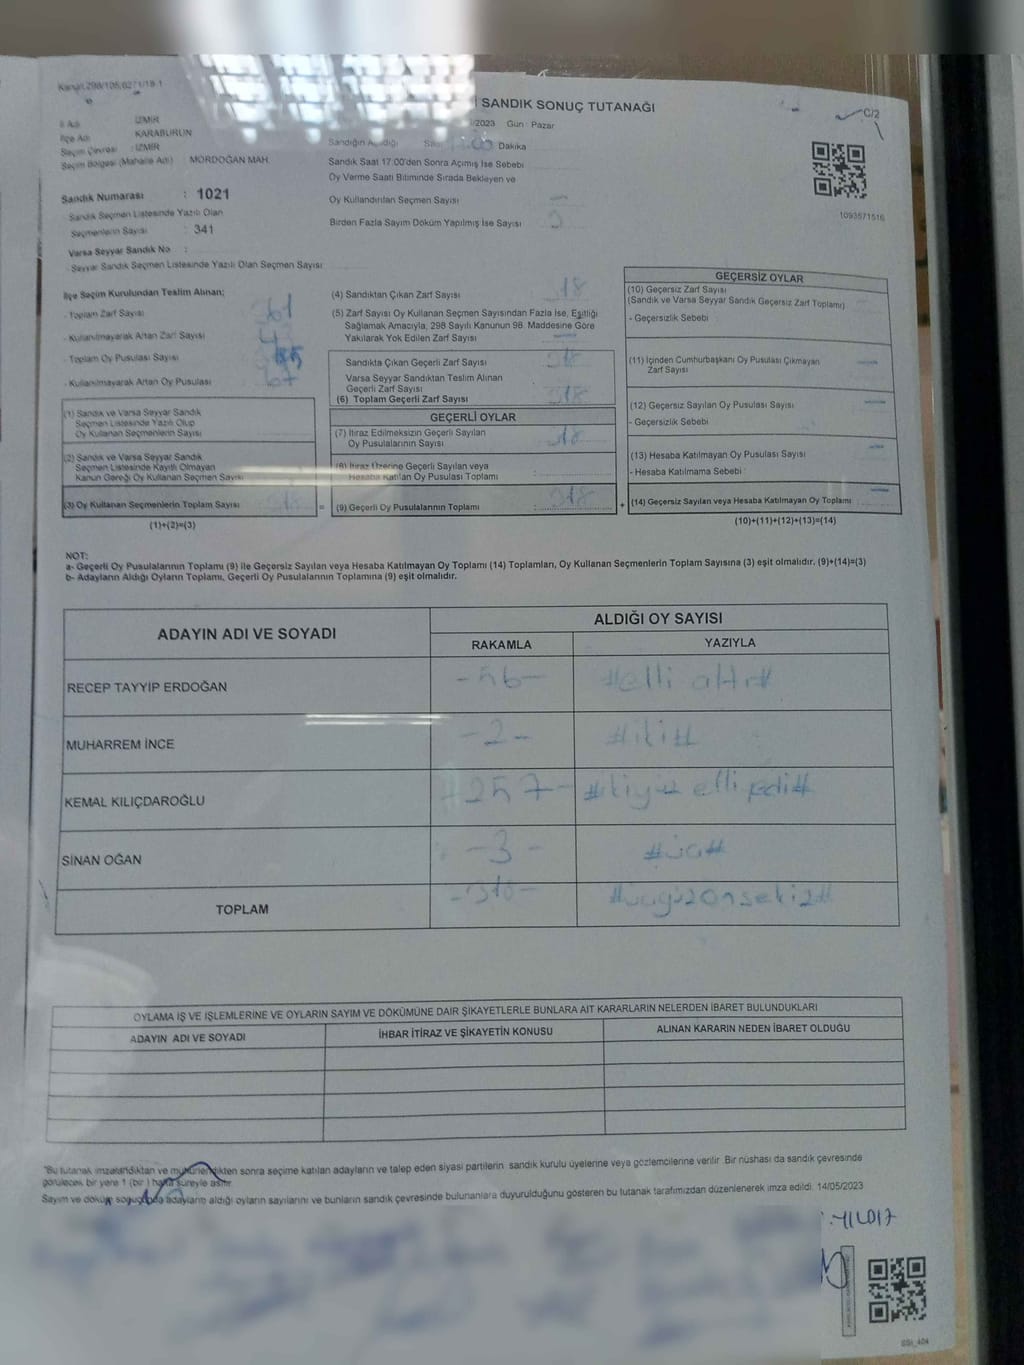 Kanun 298/105,627 1/19-1
SANDIK SONUÇ TUTANAĞI
C/2
/2023 Gün : Pazar
İl Adı İZMİR
İlçe Adı KARABURUN
Seçim Çevresi : İZMİR
Seçim Bölgesi (Mahalle Adı) : MORDOĞAN MAH.
Sandık Numarası : 1021
- Sandık Seçmen Listesinde Yazılı Olan
Seçmenlerin Sayısı : 341
Varsa Seyyar Sandık No :
- Seyyar Sandık Seçmen Listesinde Yazılı Olan Seçmen Sayısı
Sandığın Açıldığı Saat 00 Dakika
Sandık Saat 17:00'den Sonra Açımış İse Sebebi
Oy Verme Saati Bitiminde Sırada Bekleyen ve
Oy Kullandırılan Seçmen Sayısı
Birden Fazla Sayım Döküm Yapılmış İse Sayısı
1093571516
İlçe Seçim Kurulundan Teslim Alınan;
- Toplam Zarf Sayısı 361
- Kullanılmayarak Artan Zarf Sayısı
- Toplam Oy Pusulası Sayısı
- Kullanılmayarak Artan Oy Pusulası 67
(1) Sandık ve Varsa Seyyar Sandık
Seçmen Listesinde Yazılı Olup
Oy Kullanan Seçmenlerin Sayısı
(2) Sandık ve Varsa Seyyar Sandık
Seçmen Listesinde Kayıtlı Olmayan
Kanun Gereği Oy Kullanan Seçmen Sayısı
(3) Oy Kullanan Seçmenlerin Toplam Sayısı 318
(1)+(2)=(3)
(4) Sandıktan Çıkan Zarf Sayısı 318
(5) Zarf Sayısı Oy Kullanan Seçmen Sayısından Fazla İse, Eşitliği
Sağlamak Amacıyla, 298 Sayılı Kanunun 98. Maddesine Göre
Yakılarak Yok Edilen Zarf Sayısı —
Sandıkta Çıkan Geçerli Zarf Sayısı 318
Varsa Seyyar Sandıktan Teslim Alınan
Geçerli Zarf Sayısı
(6) Toplam Geçerli Zarf Sayısı 318
GEÇERLİ OYLAR
(7) İtiraz Edilmeksizin Geçerli Sayılan
Oy Pusulalarının Sayısı 318
(8) İtiraz Üzerine Geçerli Sayılan veya
Hesaba Katılan Oy Pusulası Toplamı
= (9) Geçerli Oy Pusulalarının Toplamı : 318 +
GEÇERSİZ OYLAR
(10) Geçersiz Zarf Sayısı
(Sandık ve Varsa Seyyar Sandık Geçersiz Zarf Toplamı)
- Geçersizlik Sebebi
(11) İçinden Cumhurbaşkanı Oy Pusulası Çıkmayan
Zarf Sayısı —
(12) Geçersiz Sayılan Oy Pusulası Sayısı —
- Geçersizlik Sebebi
(13) Hesaba Katılmayan Oy Pusulası Sayısı —
- Hesaba Katılmama Sebebi
(14) Geçersiz Sayılan veya Hesaba Katılmayan Oy Toplamı —
(10)+(11)+(12)+(13)=(14)
NOT:
a- Geçerli Oy Pusulalarının Toplamı (9) ile Geçersiz Sayılan veya Hesaba Katılmayan Oy Toplamı (14) Toplamları, Oy Kullanan Seçmenlerin Toplam Sayısına (3) eşit olmalıdır. (9)+(14)=(3)
b- Adayların Aldığı Oyların Toplamı, Geçerli Oy Pusulalarının Toplamına (9) eşit olmalıdır.
ADAYIN ADI VE SOYADI ALDIĞI OY SAYISI
RAKAMLA YAZIYLA
RECEP TAYYİP ERDOĞAN -56- #elli altı#
MUHARREM İNCE -2- #iki#
KEMAL KILIÇDAROĞLU #257- #ikiyüz elli yedi#
SİNAN OĞAN -3- #üç#
TOPLAM -318- #üçyüzonsekiz#
OYLAMA İŞ VE İŞLEMLERİNE VE OYLARIN SAYIM VE DÖKÜMÜNE DAİR ŞİKAYETLERLE BUNLARA AİT KARARLARIN NELERDEN İBARET BULUNDUKLARI
ADAYIN ADI VE SOYADI İHBAR İTİRAZ VE ŞİKAYETİN KONUSU ALINAN KARARIN NEDEN İBARET OLDUĞU
"Bu tutanak imzalandıktan ve mühürlendikten sonra seçime katılan adayların ve talep eden siyasi partilerin sandık kurulu üyelerine veya gözlemcilerine verilir. Bir nüshası da sandık çevresinde
görülecek bir yere 1 (bir) hafta süreyle asılır.
Sayım ve döküm sonucunda adayların aldığı oyların sayılarını ve bunların sandık çevresinde bulunanlara duyurulduğunu gösteren bu tutanak tarafımızdan düzenlenerek imza edildi. 14/05/2023